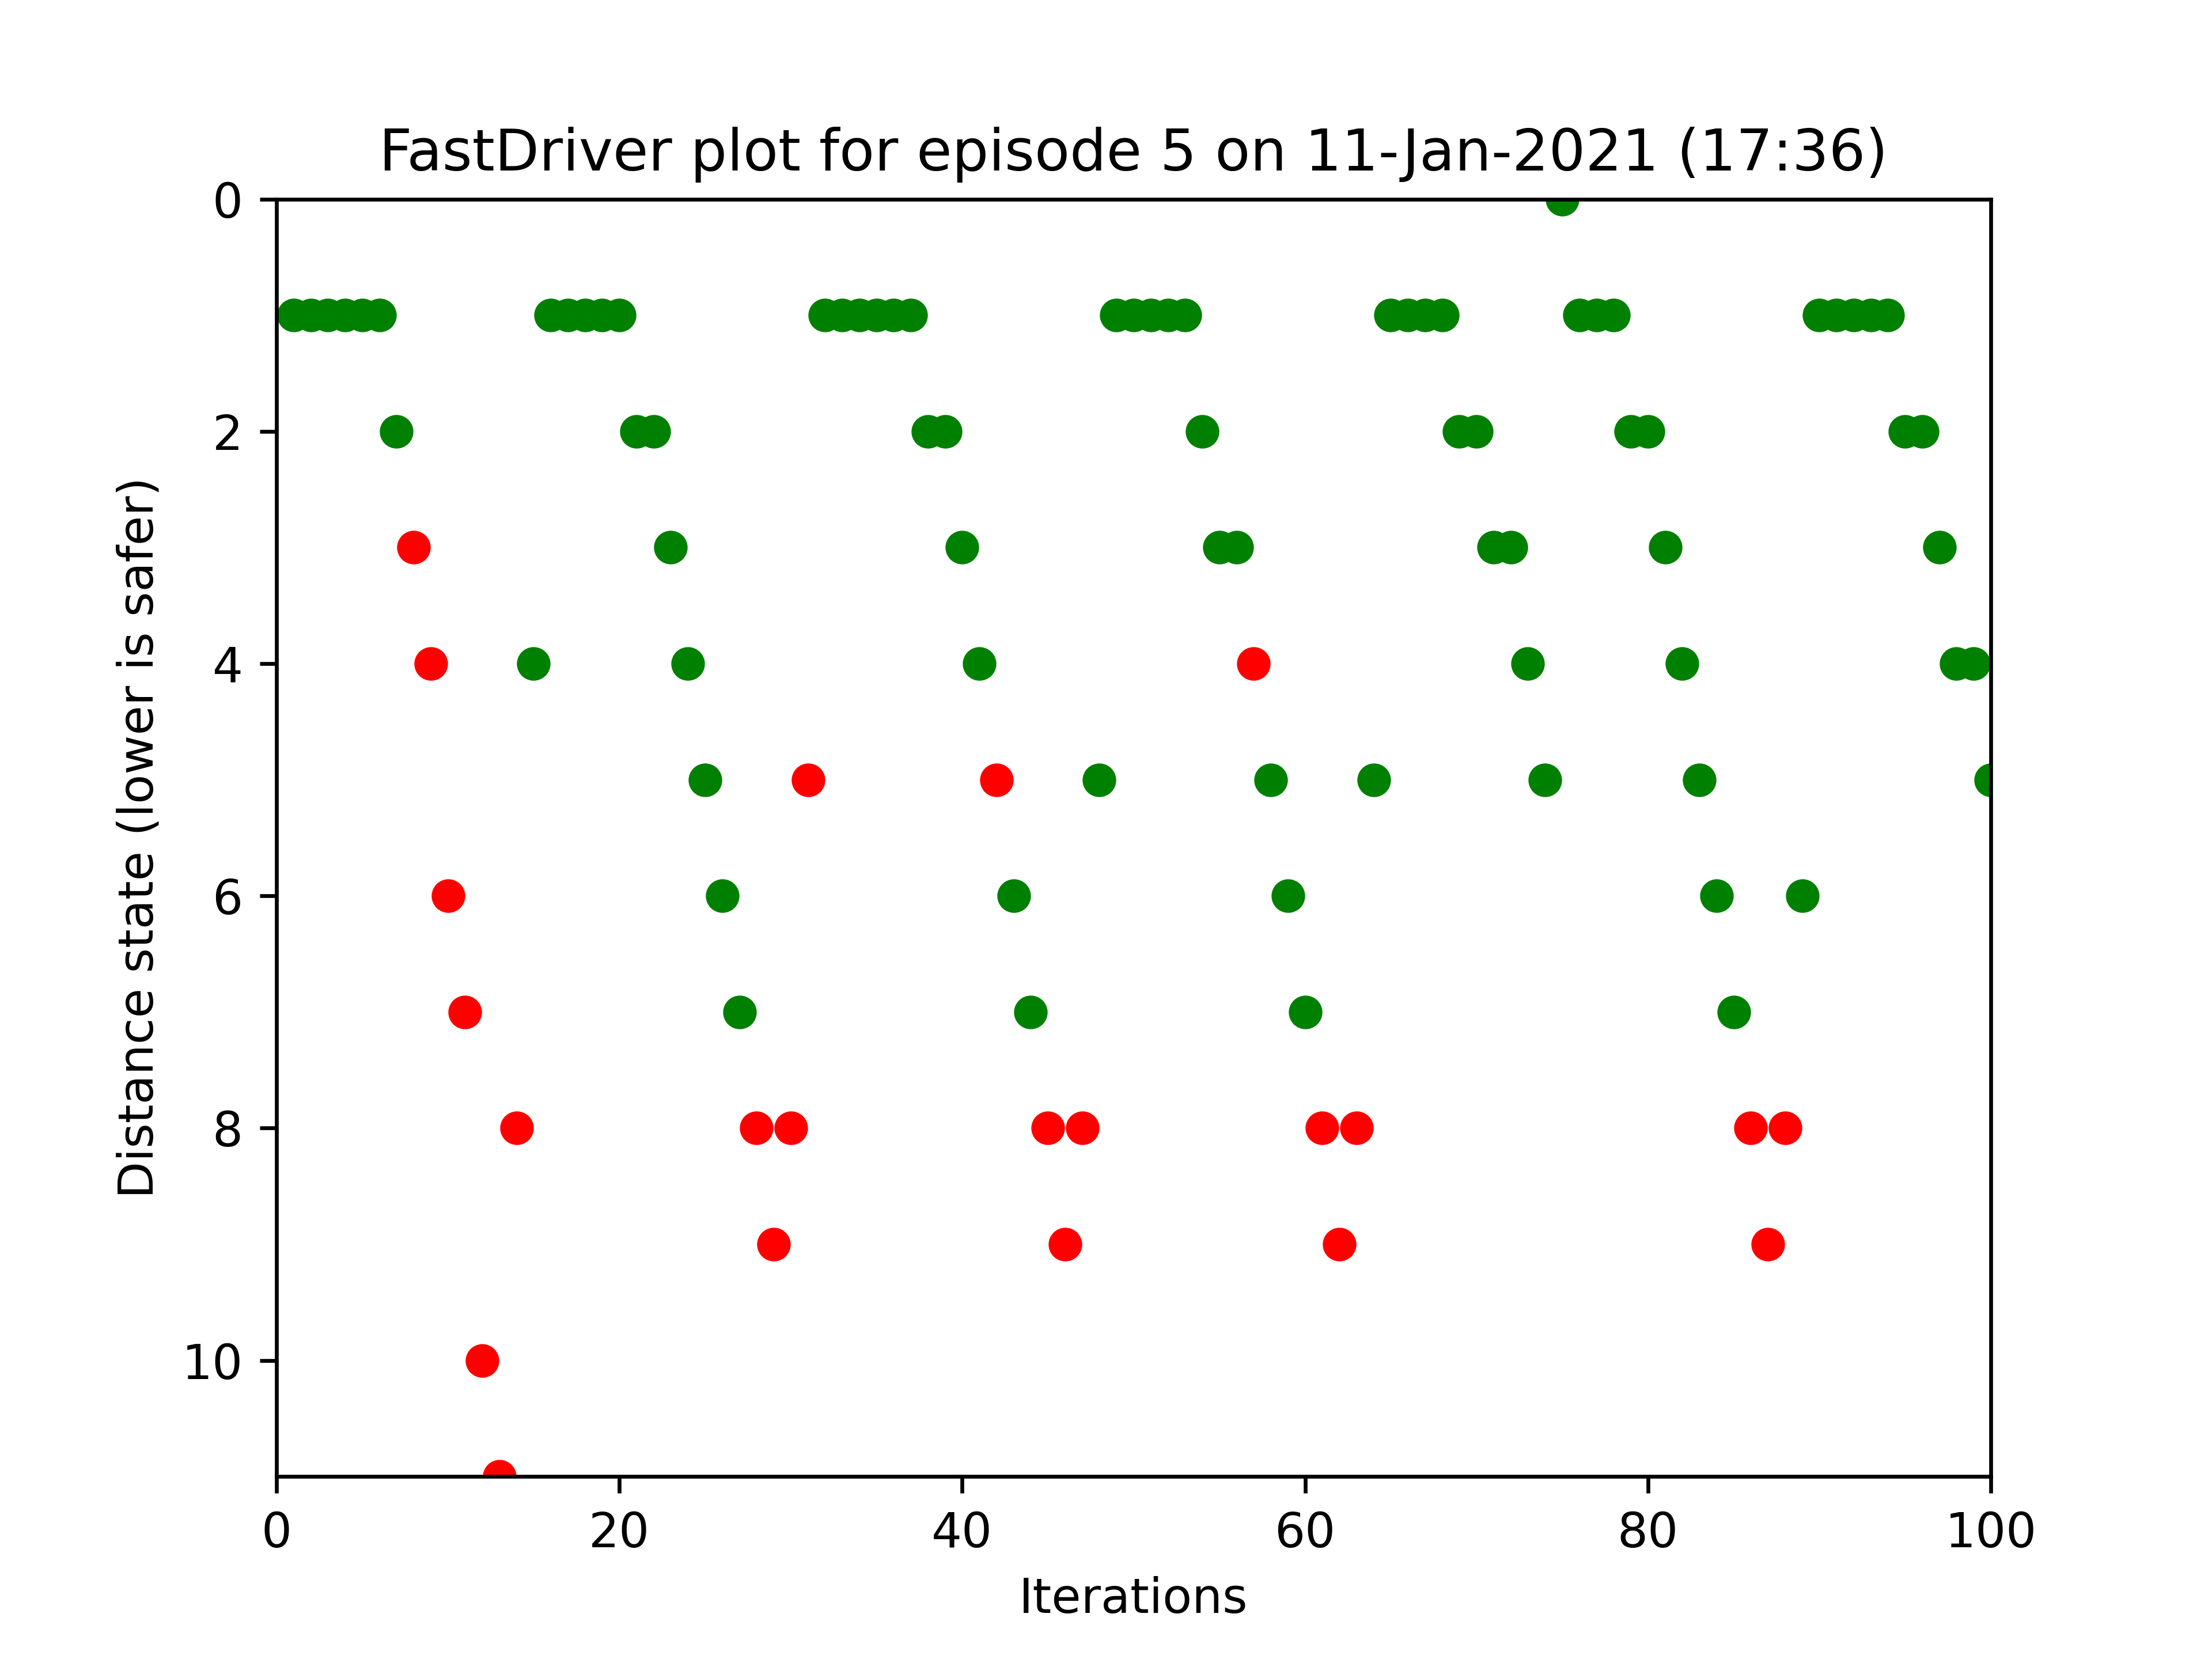 FastDriver plot for episode 5 on 11-Jan-2021 (17:36)
Distance state (lower is safer)
0
2
4
6
8
10
0 20 40 60 80 100
Iterations